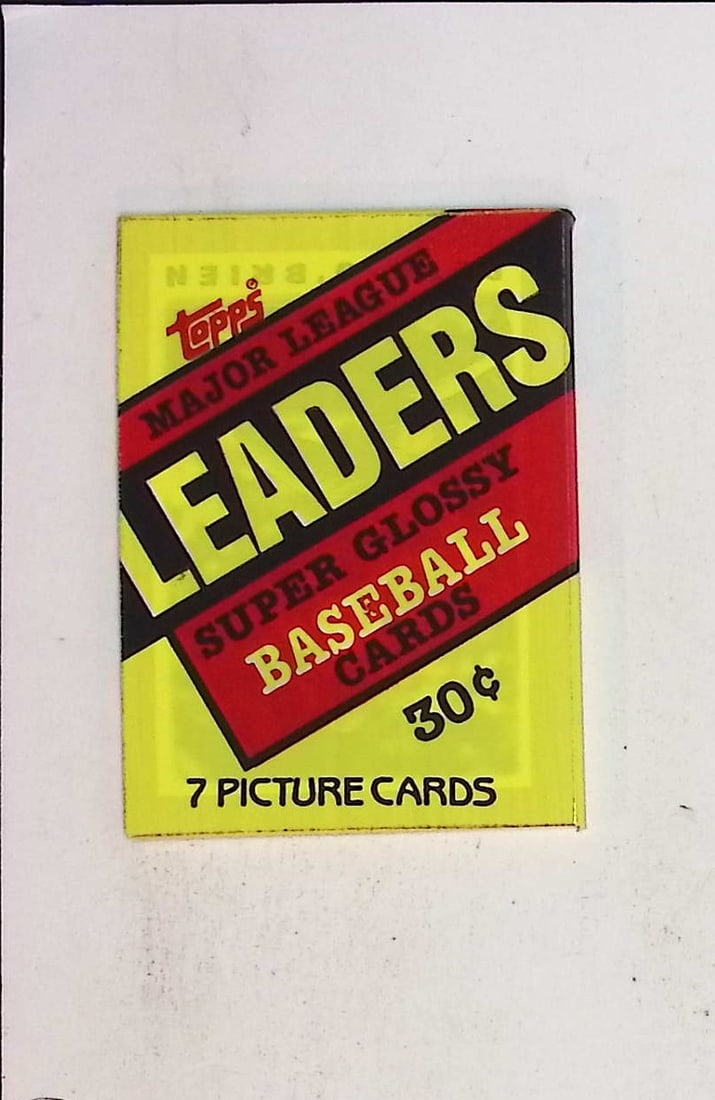 Topps
MAJOR LEAGUE
LEADERS
SUPER GLOSSY
BASEBALL
CARDS
30¢
7 PICTURE CARDS